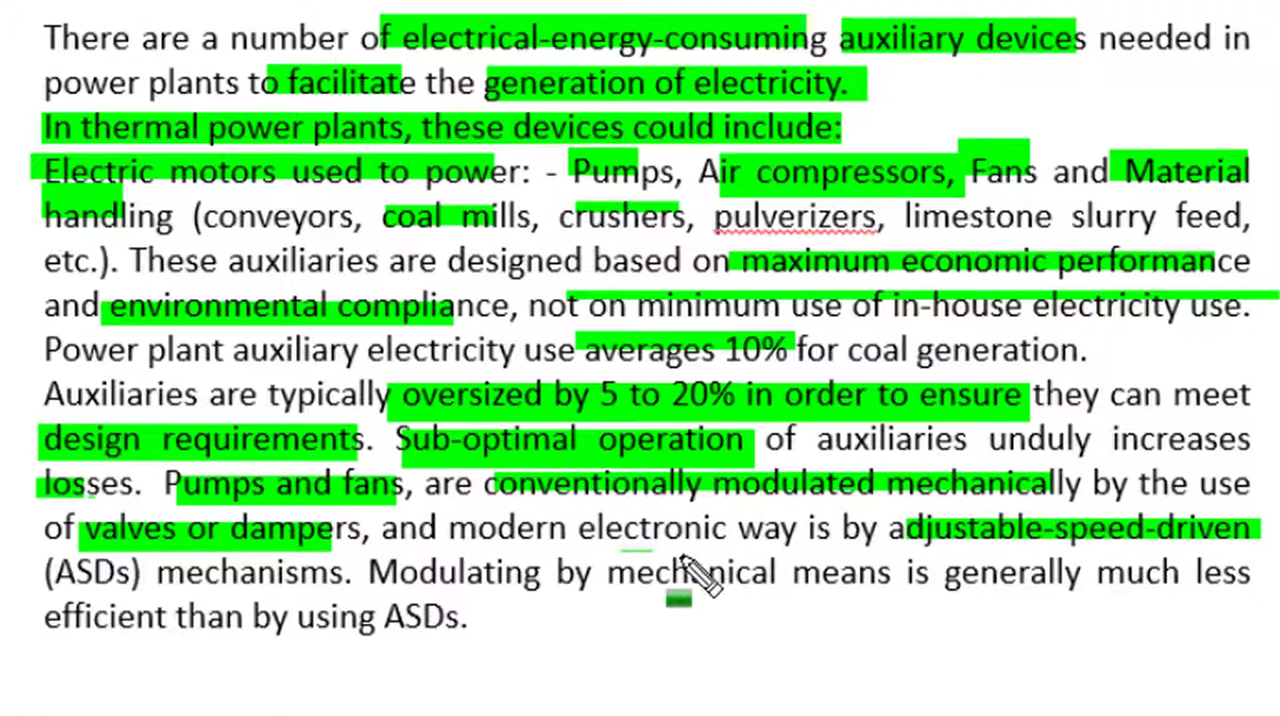 There are a number of electrical-energy-consuming auxiliary devices needed in
power plants to facilitate the generation of electricity.
In thermal power plants, these devices could include:
Electric motors used to power: - Pumps, Air compressors, Fans and Material
handling (conveyors, coal mills, crushers, pulverizers, limestone slurry feed,
etc.). These auxiliaries are designed based on maximum economic performance
and environmental compliance, not on minimum use of in-house electricity use.
Power plant auxiliary electricity use averages 10% for coal generation.
Auxiliaries are typically oversized by 5 to 20% in order to ensure they can meet
design requirements. Sub-optimal operation of auxiliaries unduly increases
losses. Pumps and fans, are conventionally modulated mechanically by the use
of valves or dampers, and modern electronic way is by adjustable-speed-driven
(ASDs) mechanisms. Modulating by mechanical means is generally much less
efficient than by using ASDs.